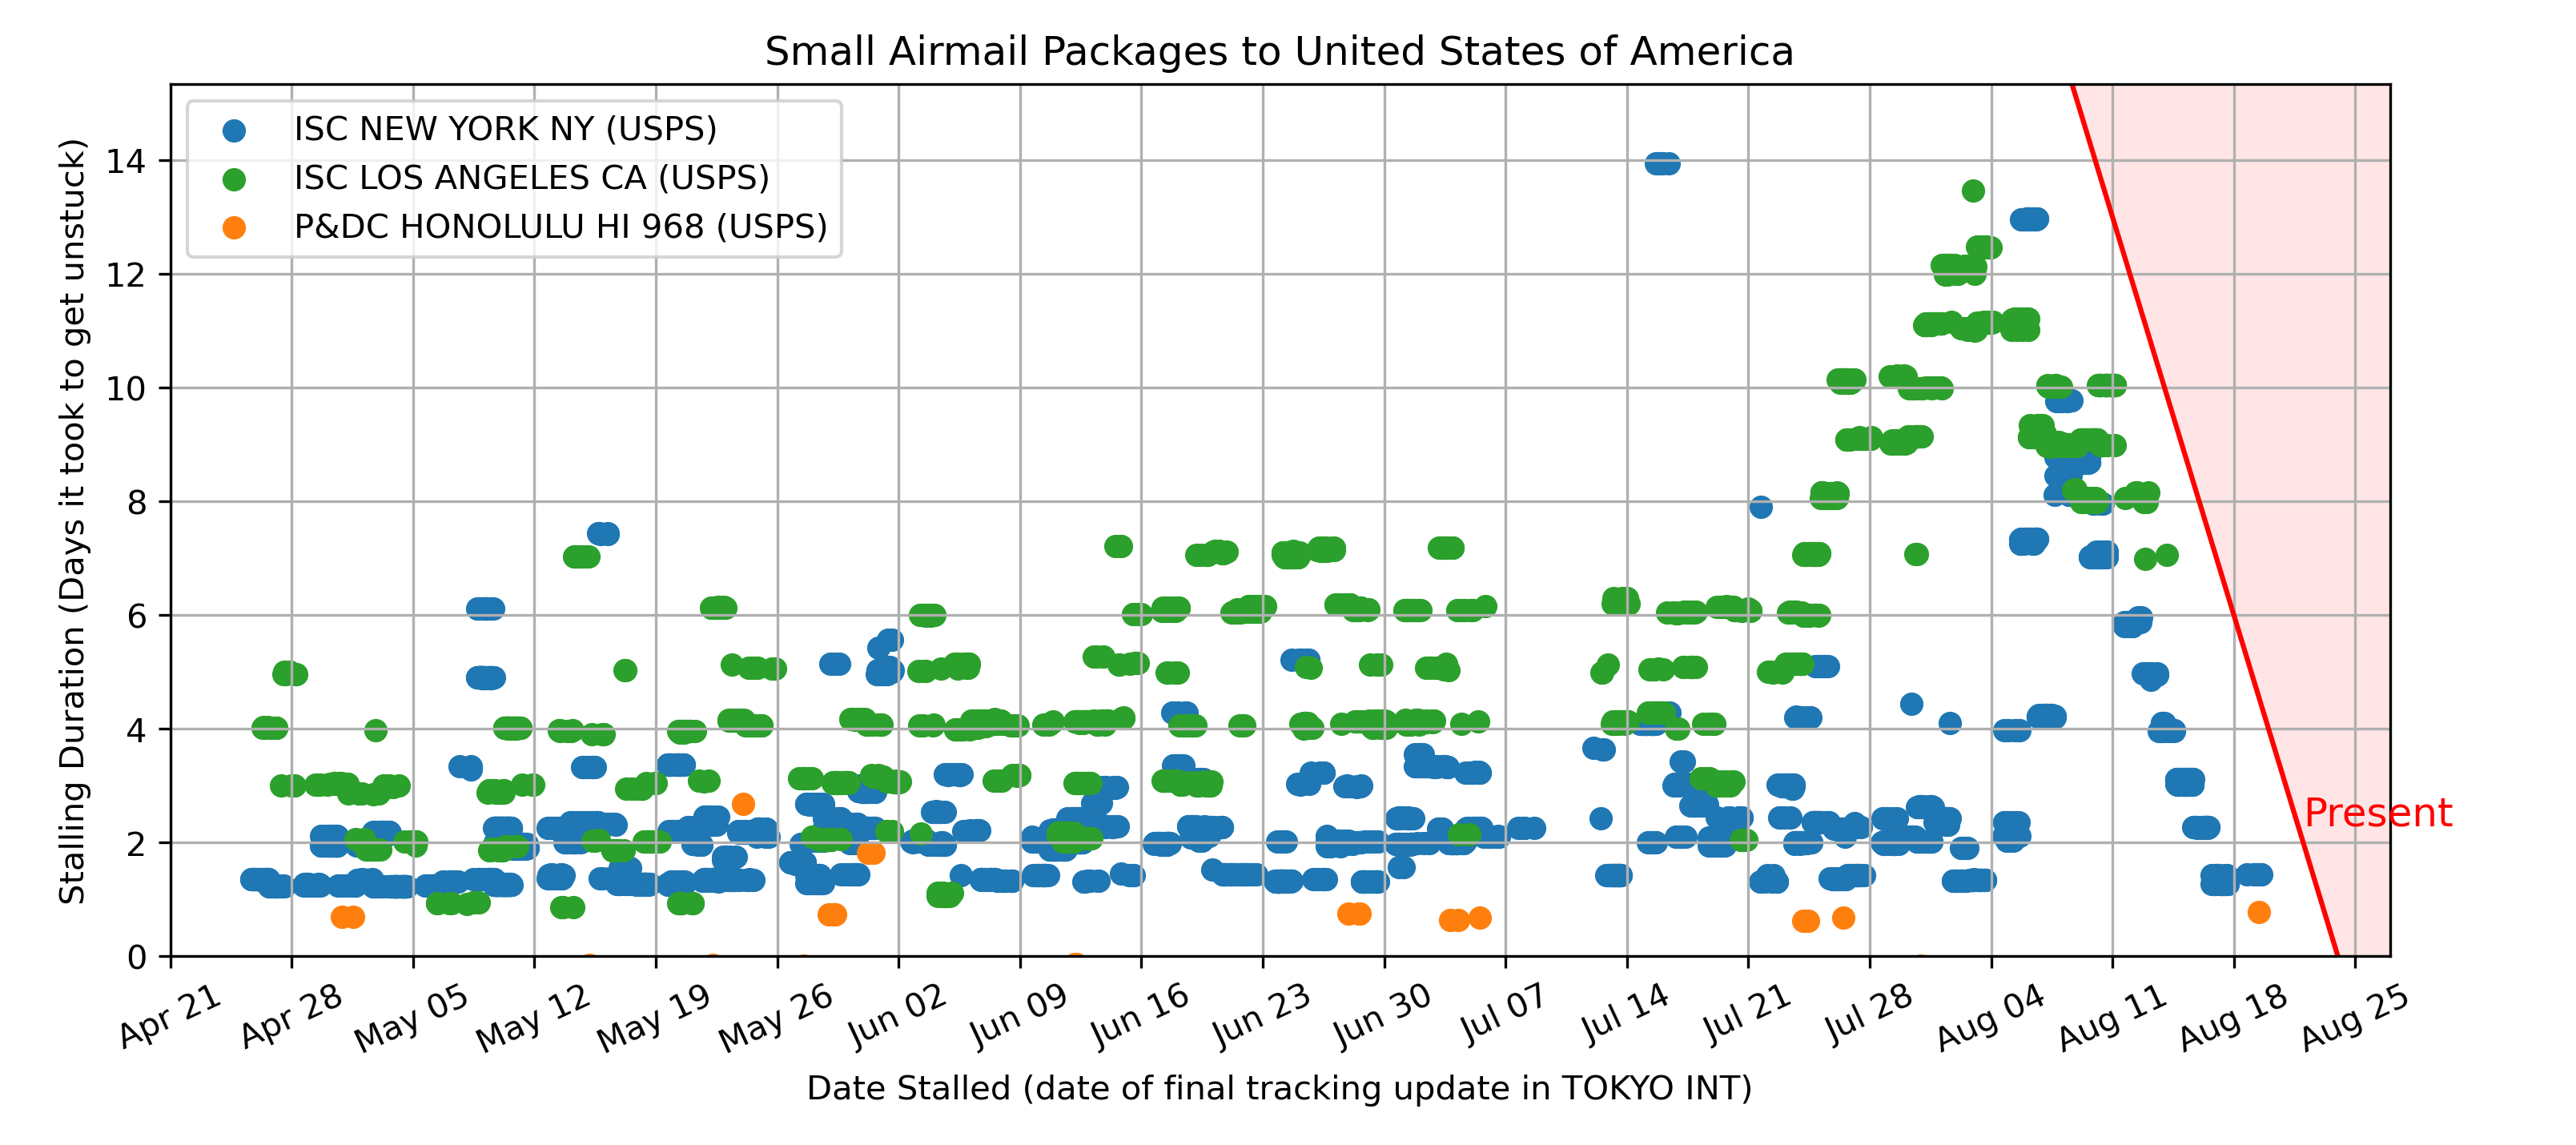 Small Airmail Packages to United States of America
ISC NEW YORK NY (USPS)
ISC LOS ANGELES CA (USPS)
P&DC HONOLULU HI 968 (USPS)
Stalling Duration (Days it took to get unstuck)
14
12
10
8
6
4
2
0
Present
Apr 21
Apr 28
May 05
May 12
May 19
May 26
Jun 02
Jun 09
Jun 16
Jun 23
Jun 30
Jul 07
Jul 14
Jul 21
Jul 28
Aug 04
Aug 11
Aug 18
Aug 25
Date Stalled (date of final tracking update in TOKYO INT)